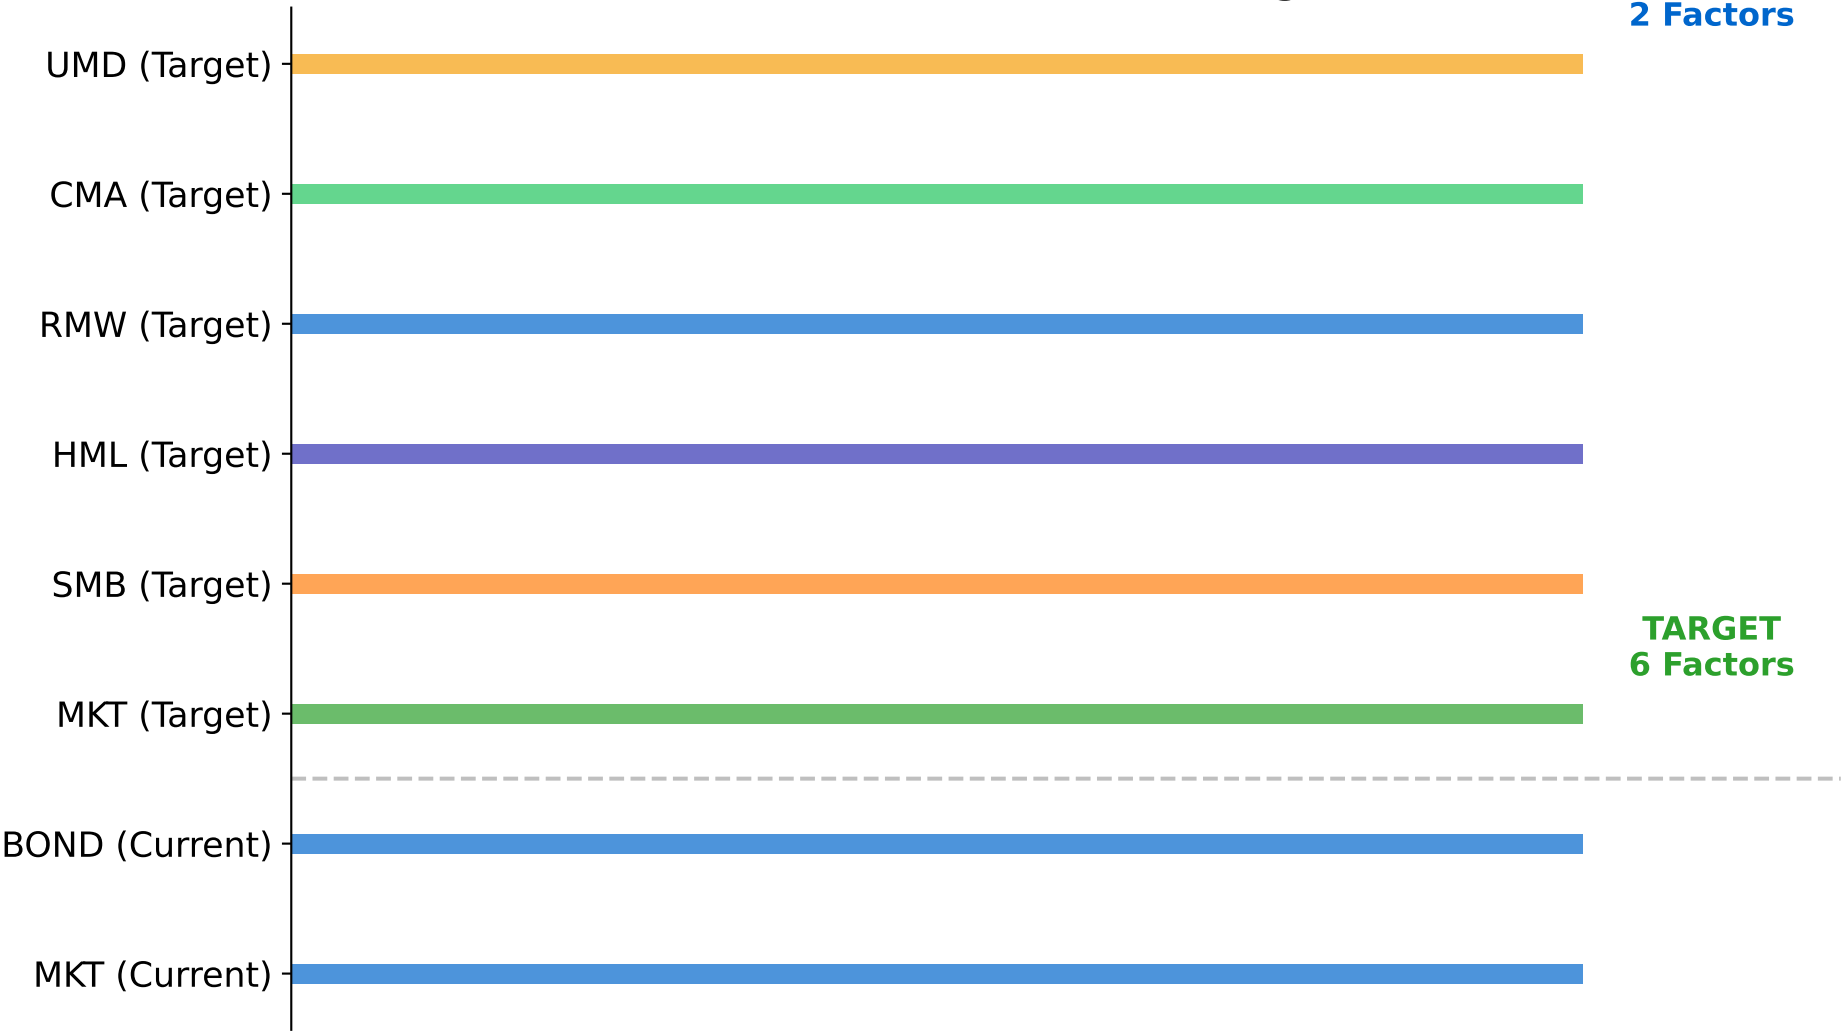 2 Factors
UMD (Target)
CMA (Target)
RMW (Target)
HML (Target)
SMB (Target)
TARGET
6 Factors
MKT (Target)
BOND (Current)
MKT (Current)